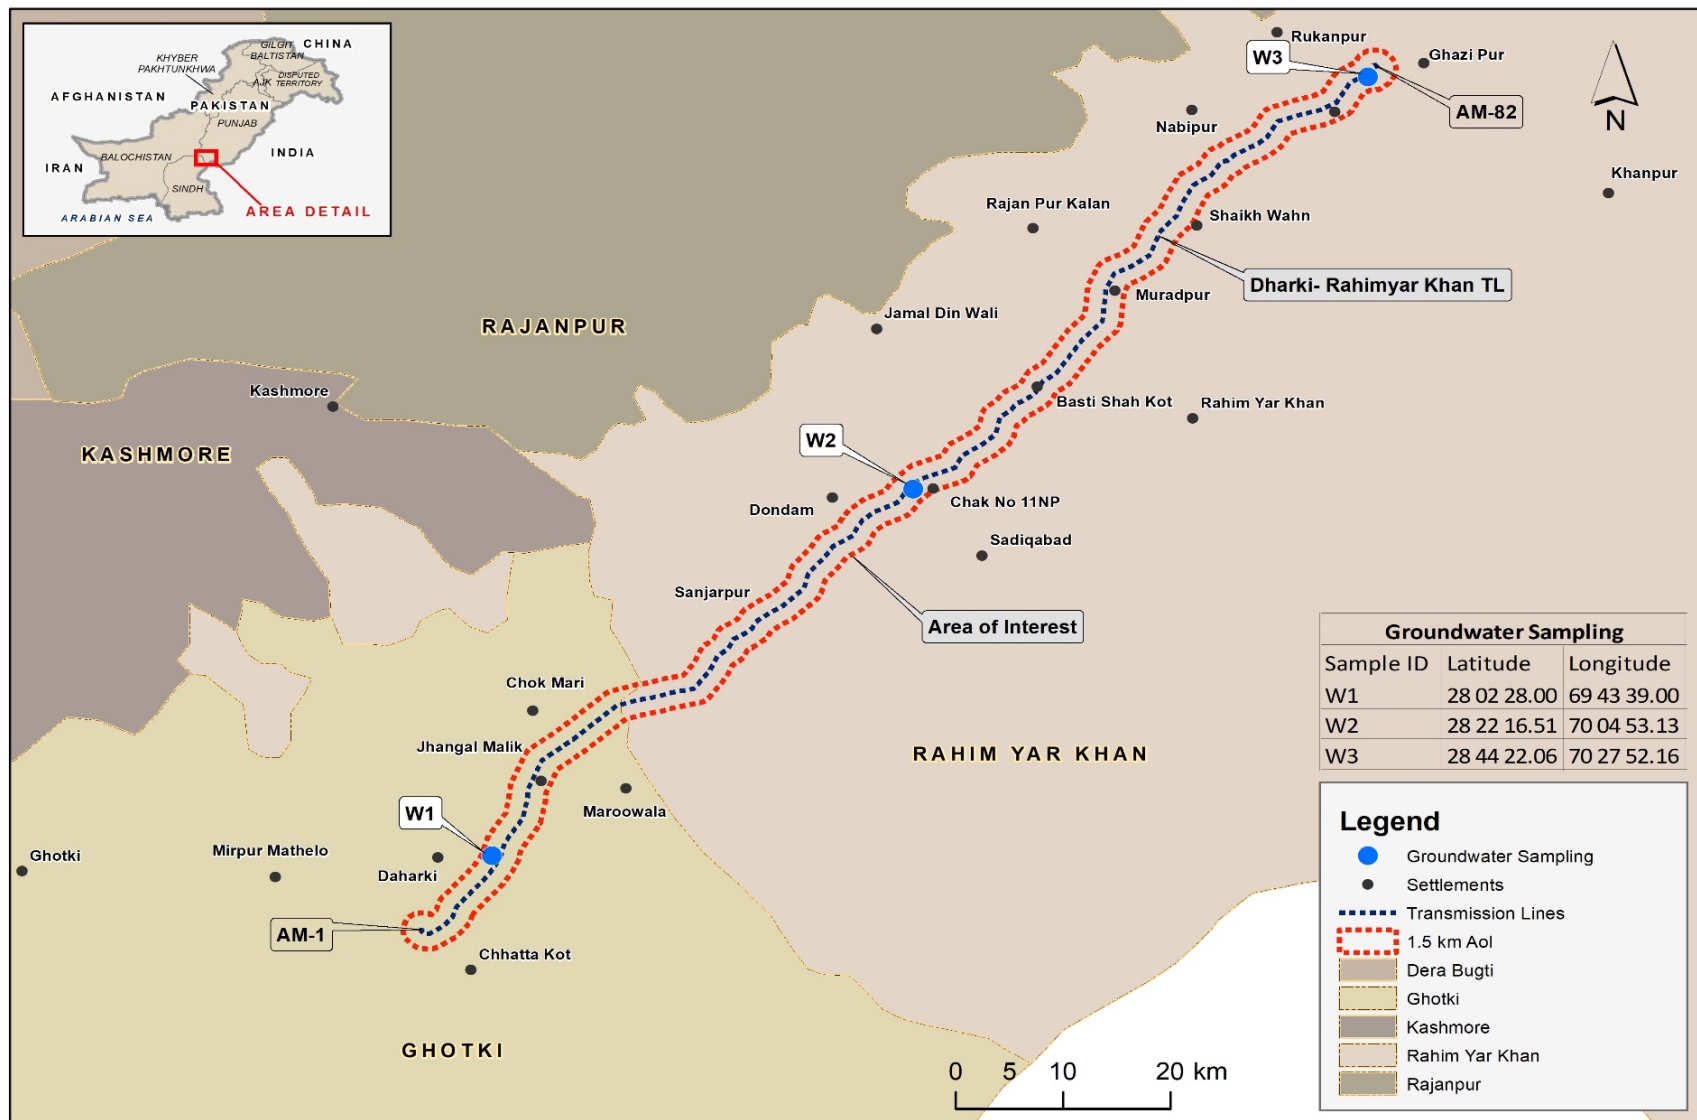 GILGIT
BALTISTAN
CHINA
KHYBER
PAKHTUNKHWA
AJK
DISPUTED
TERRITORY
AFGHANISTAN
PAKISTAN
PUNJAB
INDIA
BALOCHISTAN
IRAN
SINDH
ARABIAN SEA
AREA DETAIL
Rukanpur
W3
Ghazi Pur
AM-82
N
Nabipur
Khanpur
Rajan Pur Kalan
Shaikh Wahn
Dharki- Rahimyar Khan TL
Muradpur
Jamal Din Wali
RAJANPUR
Kashmore
Basti Shah Kot
Rahim Yar Khan
W2
KASHMORE
Dondam
Chak No 11NP
Sadiqabad
Sanjarpur
Area of Interest
Chok Mari
Jhangal Malik
RAHIM YAR KHAN
Maroowala
W1
Ghotki
Mirpur Mathelo
Daharki
AM-1
Chhatta Kot
GHOTKI
0 5 10 20 km
Groundwater Sampling
Sample ID Latitude Longitude
W1 28 02 28.00 69 43 39.00
W2 28 22 16.51 70 04 53.13
W3 28 44 22.06 70 27 52.16
Legend
Groundwater Sampling
Settlements
Transmission Lines
1.5 km AoI
Dera Bugti
Ghotki
Kashmore
Rahim Yar Khan
Rajanpur